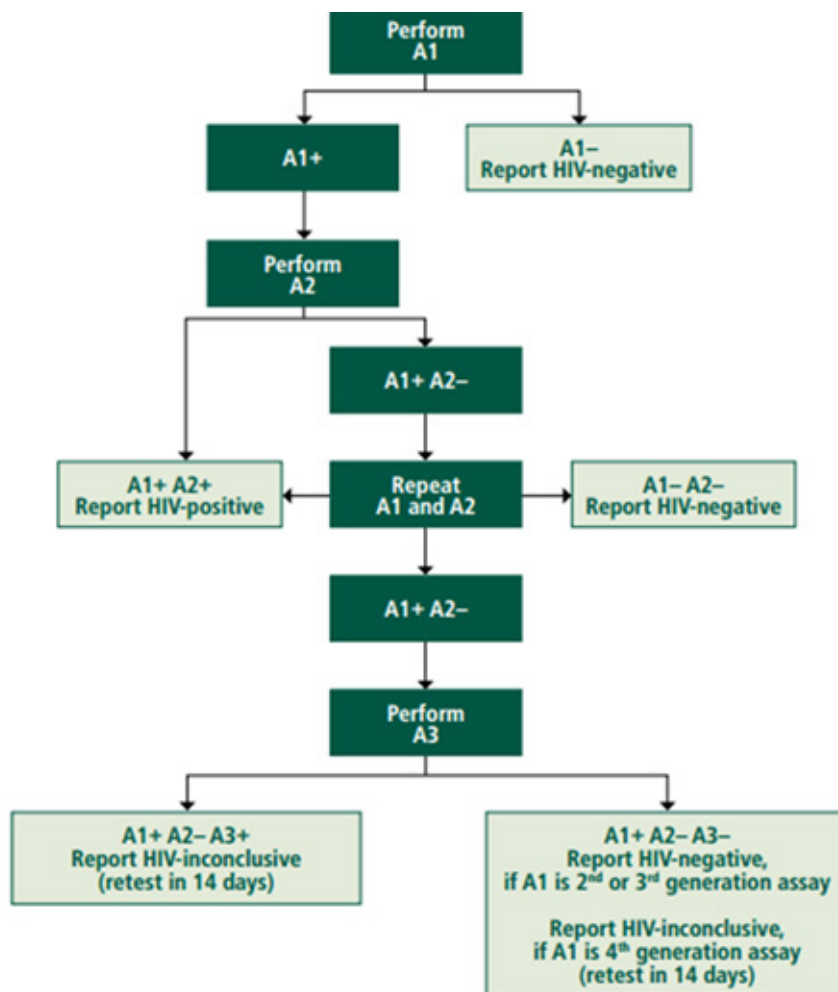 Perform
A1
A1+
A1–
Report HIV-negative
Perform
A2
A1+ A2–
A1+ A2+
Report HIV-positive
Repeat
A1 and A2
A1– A2–
Report HIV-negative
A1+ A2–
Perform
A3
A1+ A2– A3+
Report HIV-inconclusive
(retest in 14 days)
A1+ A2– A3–
Report HIV-negative,
if A1 is 2nd or 3rd generation assay
Report HIV-inconclusive,
if A1 is 4th generation assay
(retest in 14 days)